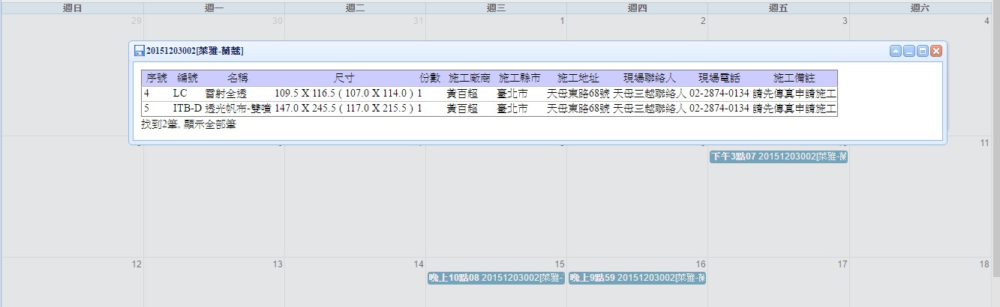 週日 週一 週二 週三 週四 週五 週六
29 30 31 1 2 3 4
20151203002[萊雅-蘭蔻]
序號 編號 名稱 尺寸 份數 施工廠商 施工縣市 施工地址 現場聯絡人 現場電話 施工備註
4 LC 雷射全透 109.5 X 116.5 ( 107.0 X 114.0 ) 1 黃百超 臺北市 天母東路68號 天母三越聯絡人 02-2874-0134 請先傳真申請施工
5 ITB-D 透光帆布-雙噴 147.0 X 245.5 ( 117.0 X 215.5 ) 1 黃百超 臺北市 天母東路68號 天母三越聯絡人 02-2874-0134 請先傳真申請施工
找到2筆, 顯示全部筆
11
下午3點07 20151203002[萊雅-蘭
12 13 14 15 16 17 18
晚上10點08 20151203002[萊雅- 晚上9點59 20151203002[萊雅-蘭